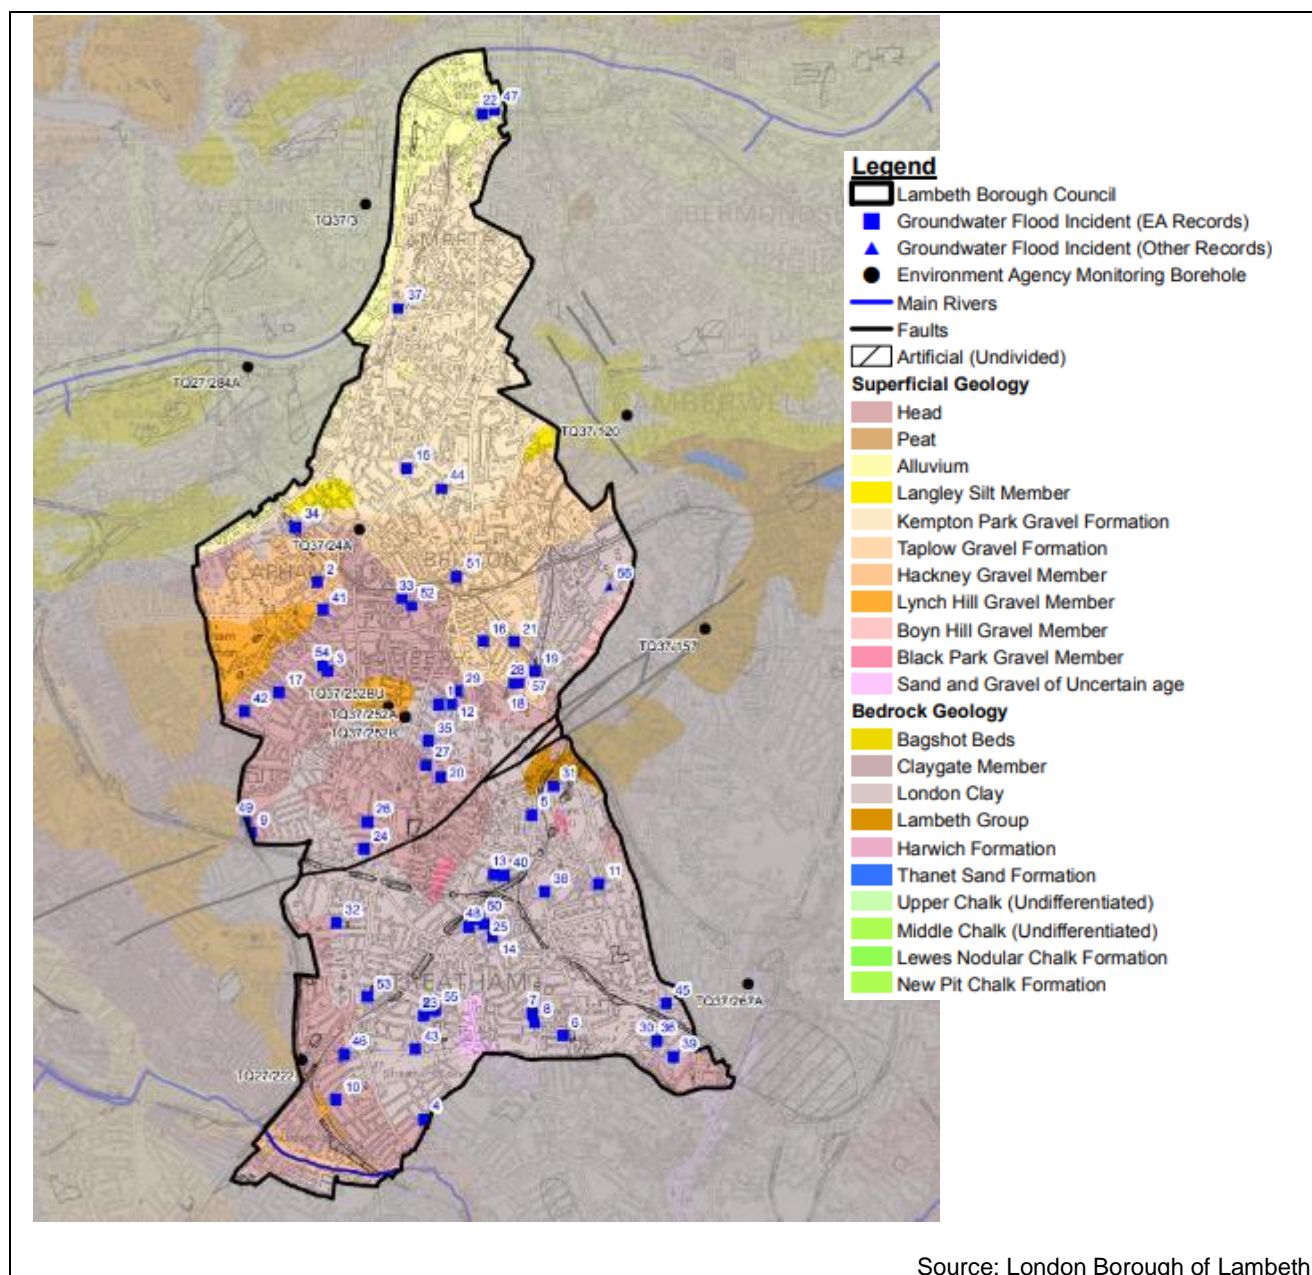 22 47
WESTMINSTER
TQ37/3
LAMBETH
37
TQ27/284A
TQ37/120
15
44
34
TQ37/24A
CLAPHAM
BRIXTON
51
2
33
52
56
41
16
21
TQ37/157
54
3
19
28
57
17
29
TQ37/252BU
1
42
TQ37/252A
12
18
TQ37/252B
35
27
20
31
5
49
9
26
24
13
40
38
11
32
48
50
25
14
STREATHAM
53
55
7
8
45
TQ37/267A
6
30
36
39
46
43
TQ27/222
10
4
Legend
Lambeth Borough Council
Groundwater Flood Incident (EA Records)
Groundwater Flood Incident (Other Records)
Environment Agency Monitoring Borehole
Main Rivers
Faults
Artificial (Undivided)
Superficial Geology
Head
Peat
Alluvium
Langley Silt Member
Kempton Park Gravel Formation
Taplow Gravel Formation
Hackney Gravel Member
Lynch Hill Gravel Member
Boyn Hill Gravel Member
Black Park Gravel Member
Sand and Gravel of Uncertain age
Bedrock Geology
Bagshot Beds
Claygate Member
London Clay
Lambeth Group
Harwich Formation
Thanet Sand Formation
Upper Chalk (Undifferentiated)
Middle Chalk (Undifferentiated)
Lewes Nodular Chalk Formation
New Pit Chalk Formation
Source: London Borough of Lambeth